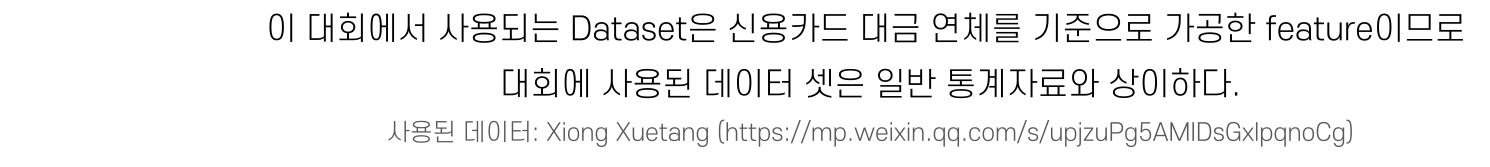 이 대회에서 사용되는 Dataset은 신용카드 대금 연체를 기준으로 가공한 feature이므로
대회에 사용된 데이터 셋은 일반 통계자료와 상이하다.
사용된 데이터: Xiong Xuetang (https://mp.weixin.qq.com/s/upjzuPg5AMIDsGxlpqnoCg)